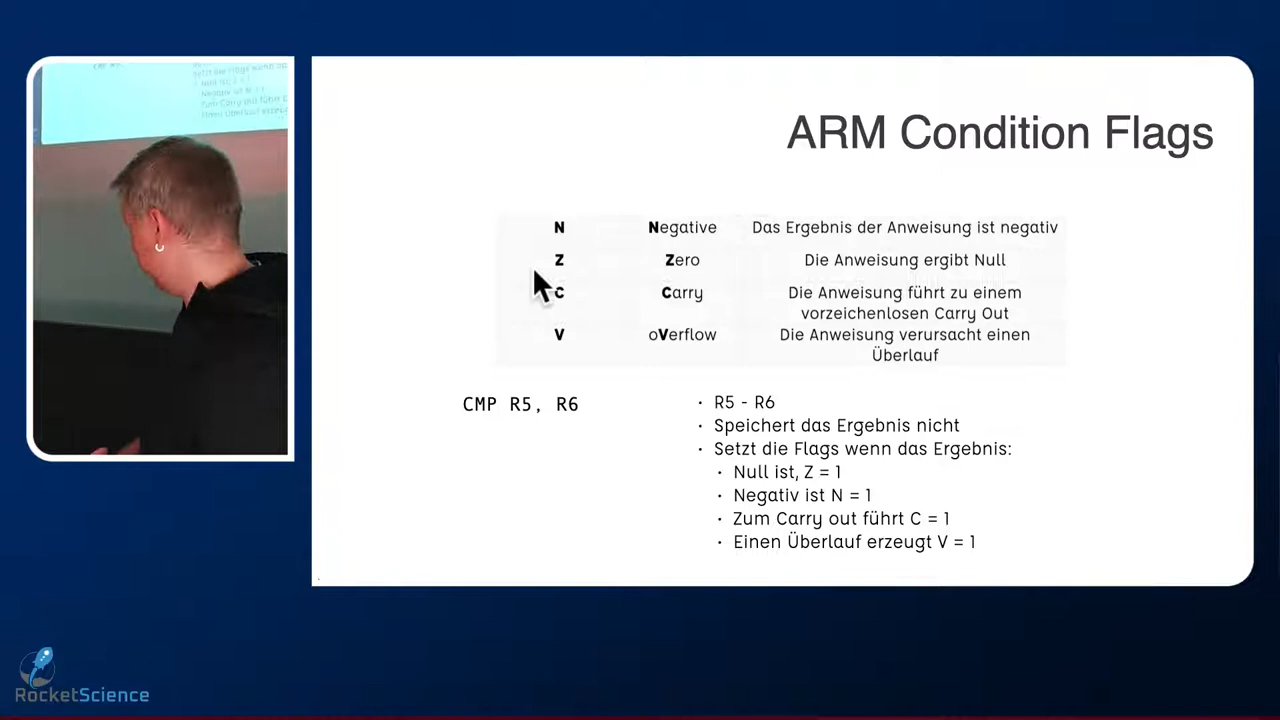 ARM Condition Flags
N Negative Das Ergebnis der Anweisung ist negativ
Z Zero Die Anweisung ergibt Null
C Carry Die Anweisung führt zu einem
vorzeichenlosen Carry Out
V oVerflow Die Anweisung verursacht einen
Überlauf
CMP R5, R6
· R5 - R6
· Speichert das Ergebnis nicht
· Setzt die Flags wenn das Ergebnis:
· Null ist, Z = 1
· Negativ ist N = 1
· Zum Carry out führt C = 1
· Einen Überlauf erzeugt V = 1
RocketScience